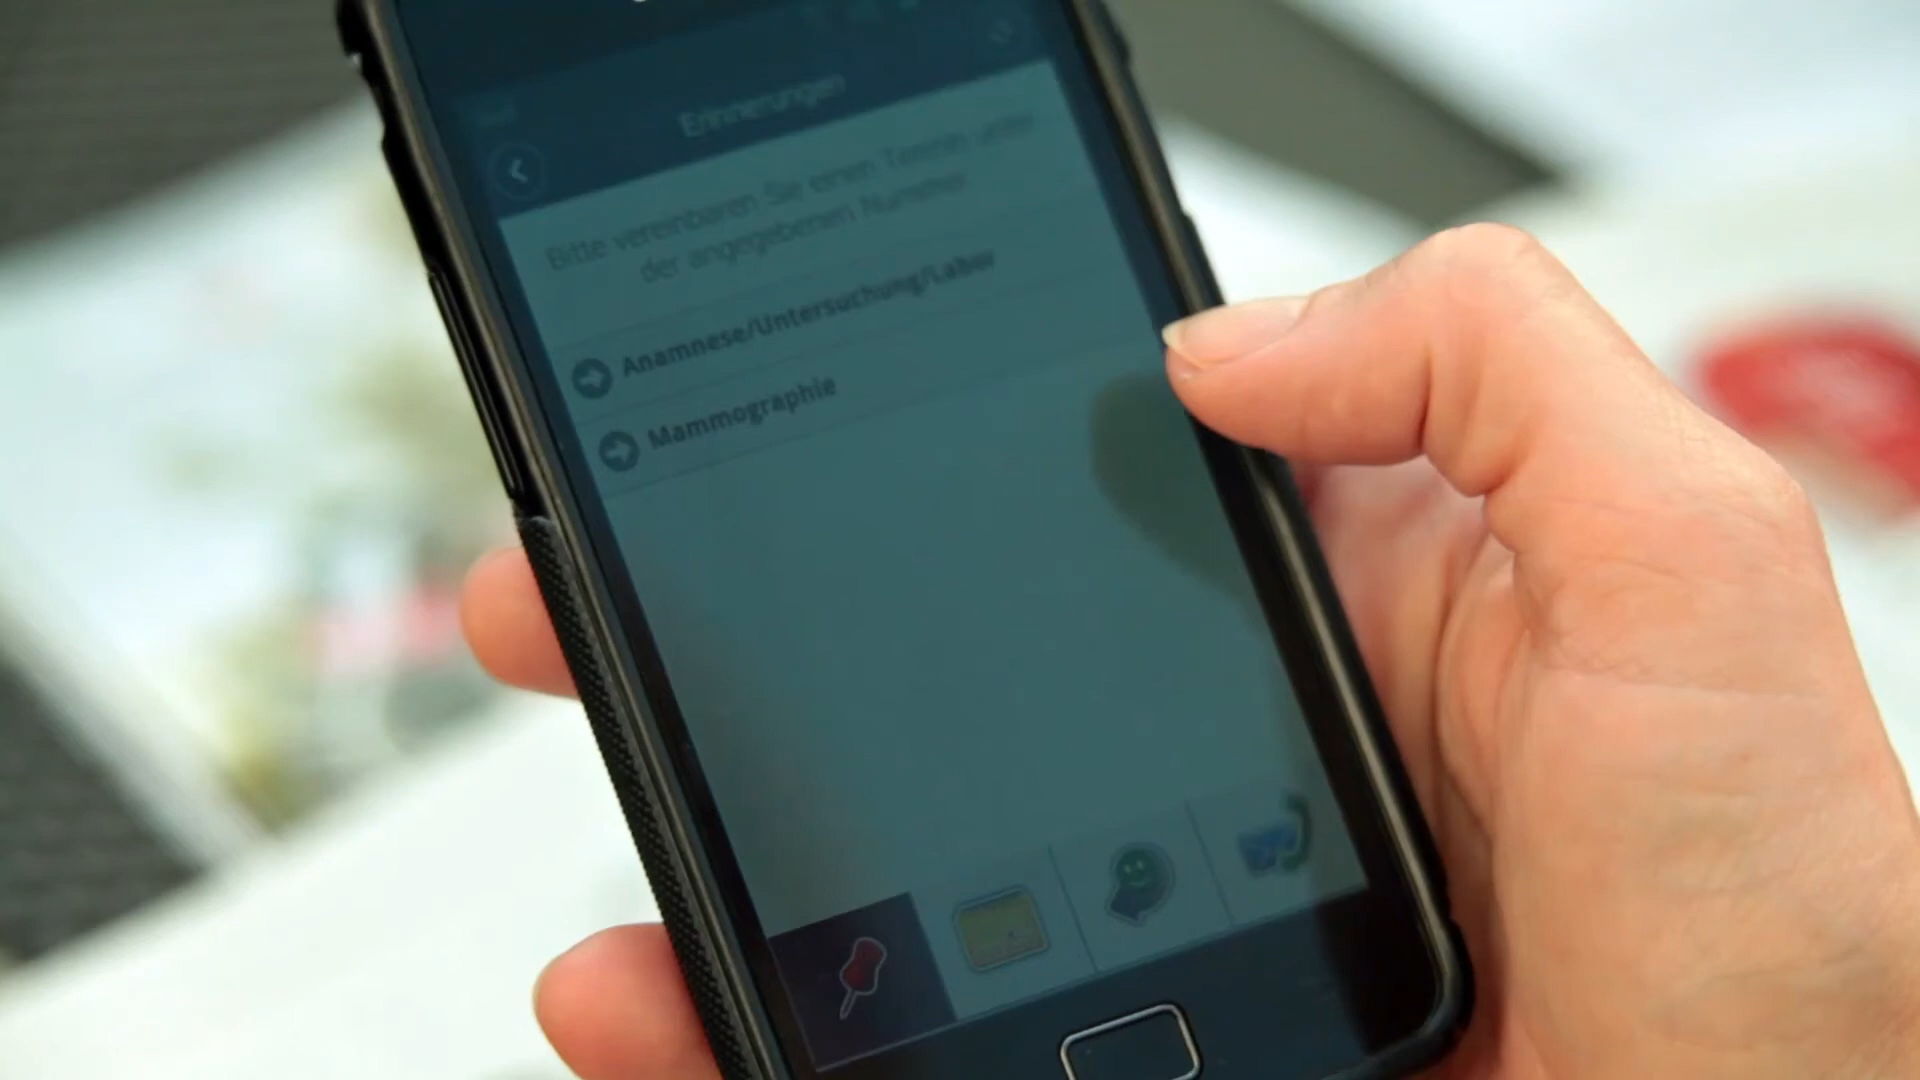 Erinnerungen
Bitte vereinbaren Sie einen Termin unter
der angegebenen Nummer
Anamnese/Untersuchung/Labor
Mammographie